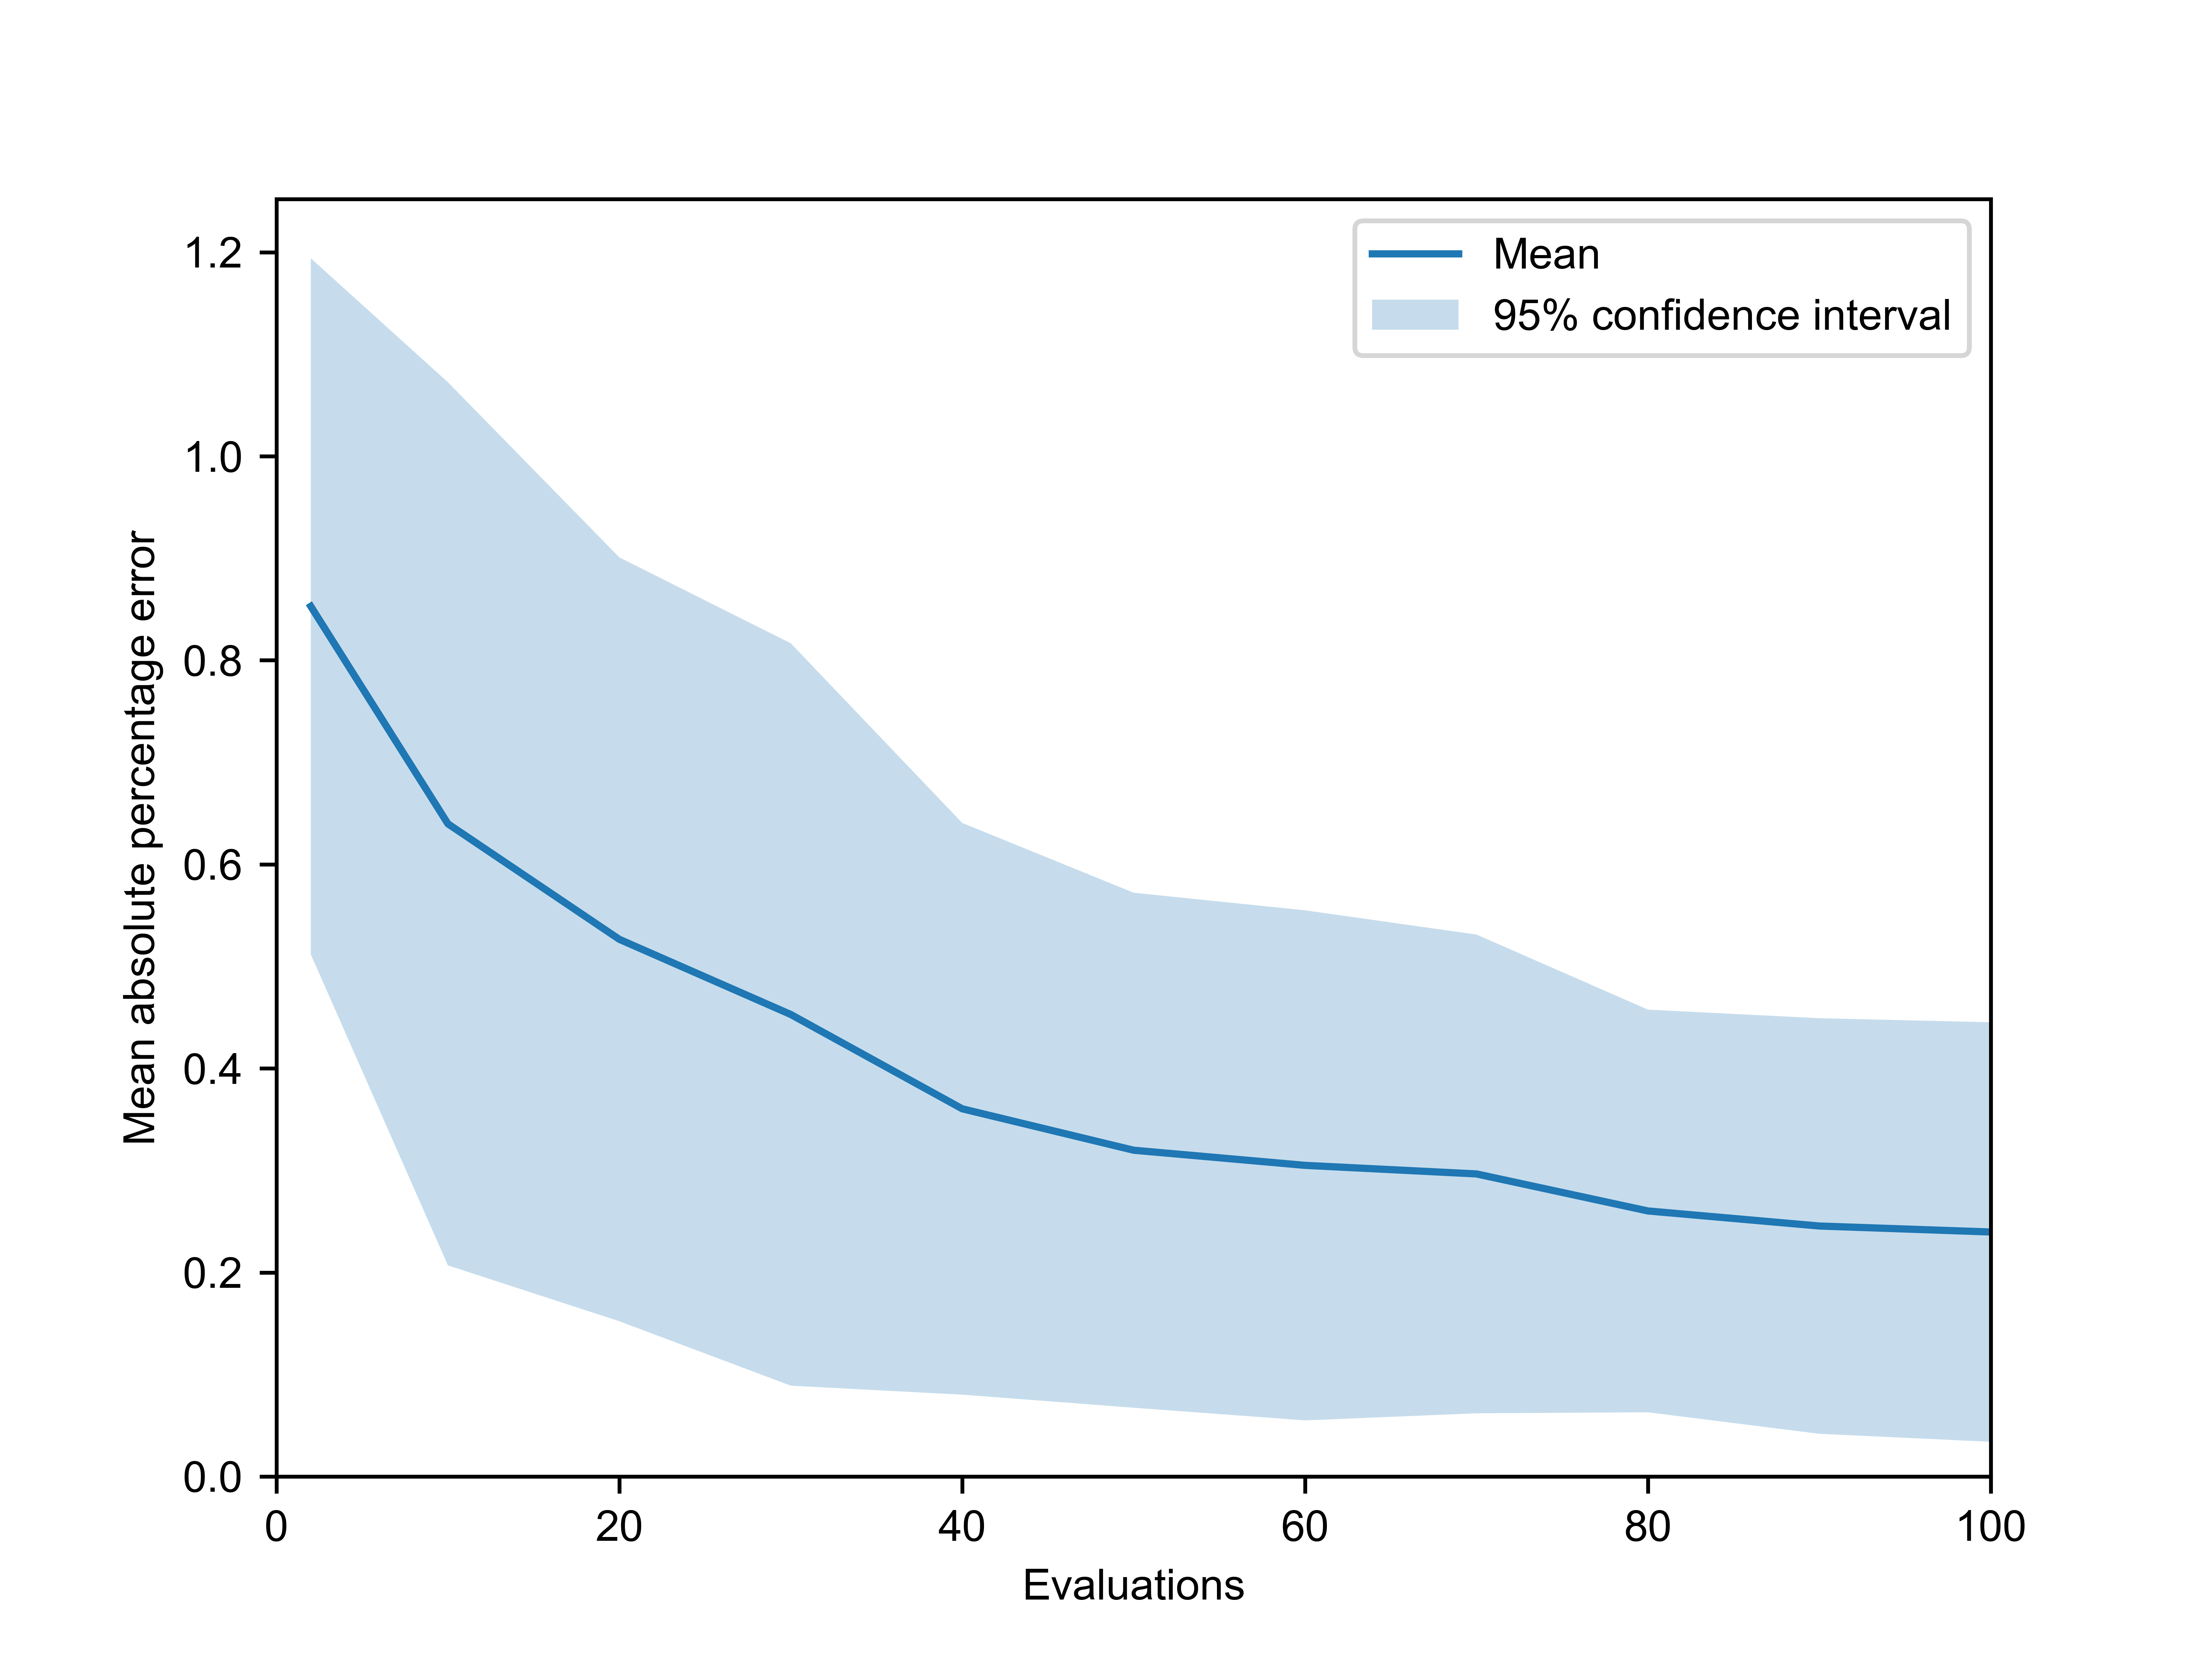 Mean
95% confidence interval
1.2
1.0
0.8
0.6
0.4
0.2
0.0
Mean absolute percentage error
0 20 40 60 80 100
Evaluations